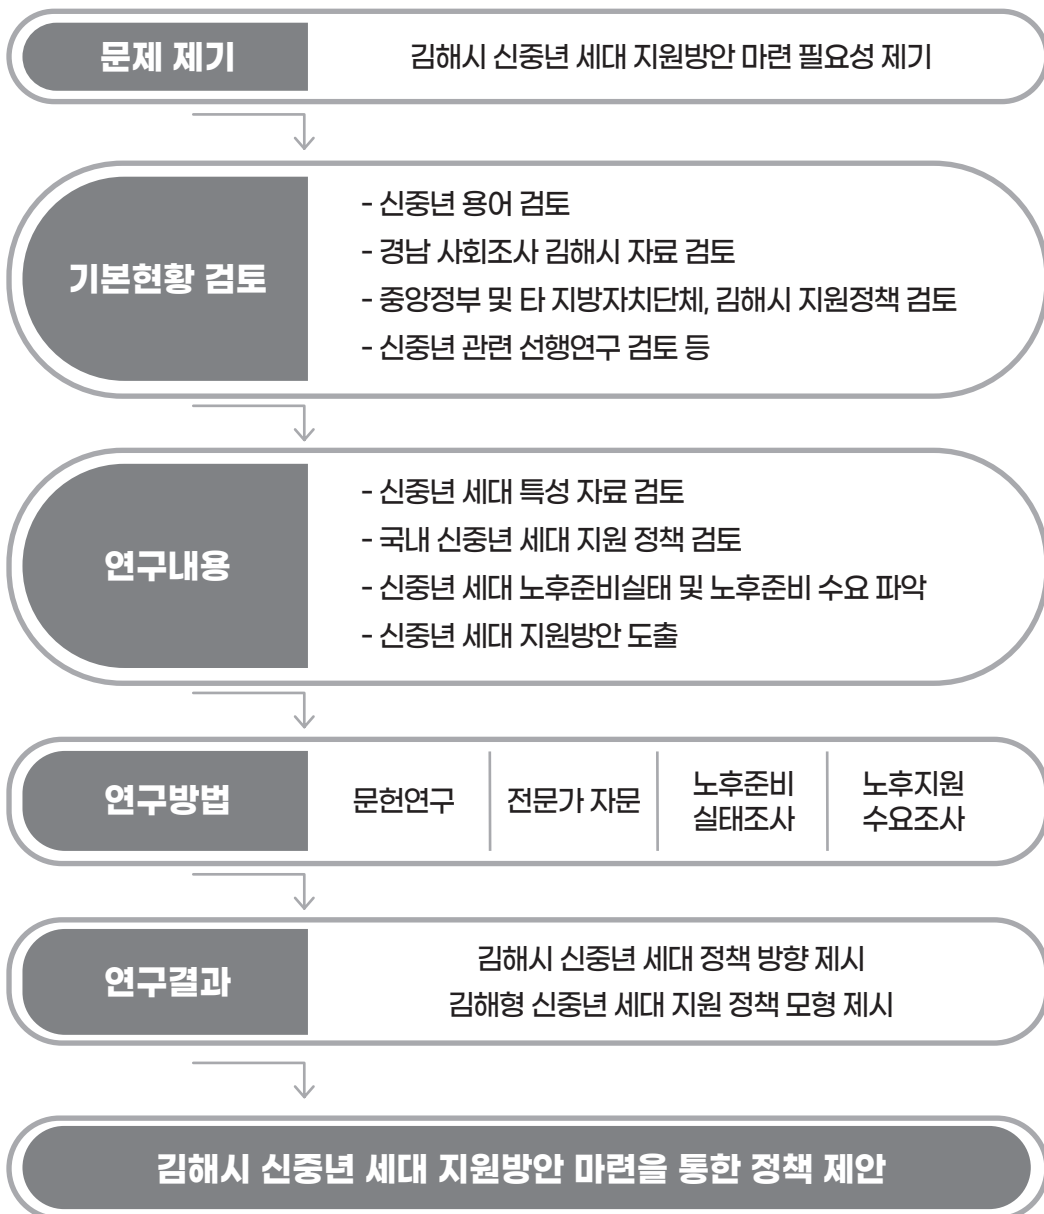 문제 제기
김해시 신중년 세대 지원방안 마련 필요성 제기
기본현황 검토
- 신중년 용어 검토
- 경남 사회조사 김해시 자료 검토
- 중앙정부 및 타 지방자치단체, 김해시 지원정책 검토
- 신중년 관련 선행연구 검토 등
연구내용
- 신중년 세대 특성 자료 검토
- 국내 신중년 세대 지원 정책 검토
- 신중년 세대 노후준비실태 및 노후준비 수요 파악
- 신중년 세대 지원방안 도출
연구방법
문헌연구
전문가 자문
노후준비
실태조사
노후지원
수요조사
연구결과
김해시 신중년 세대 정책 방향 제시
김해형 신중년 세대 지원 정책 모형 제시
김해시 신중년 세대 지원방안 마련을 통한 정책 제안